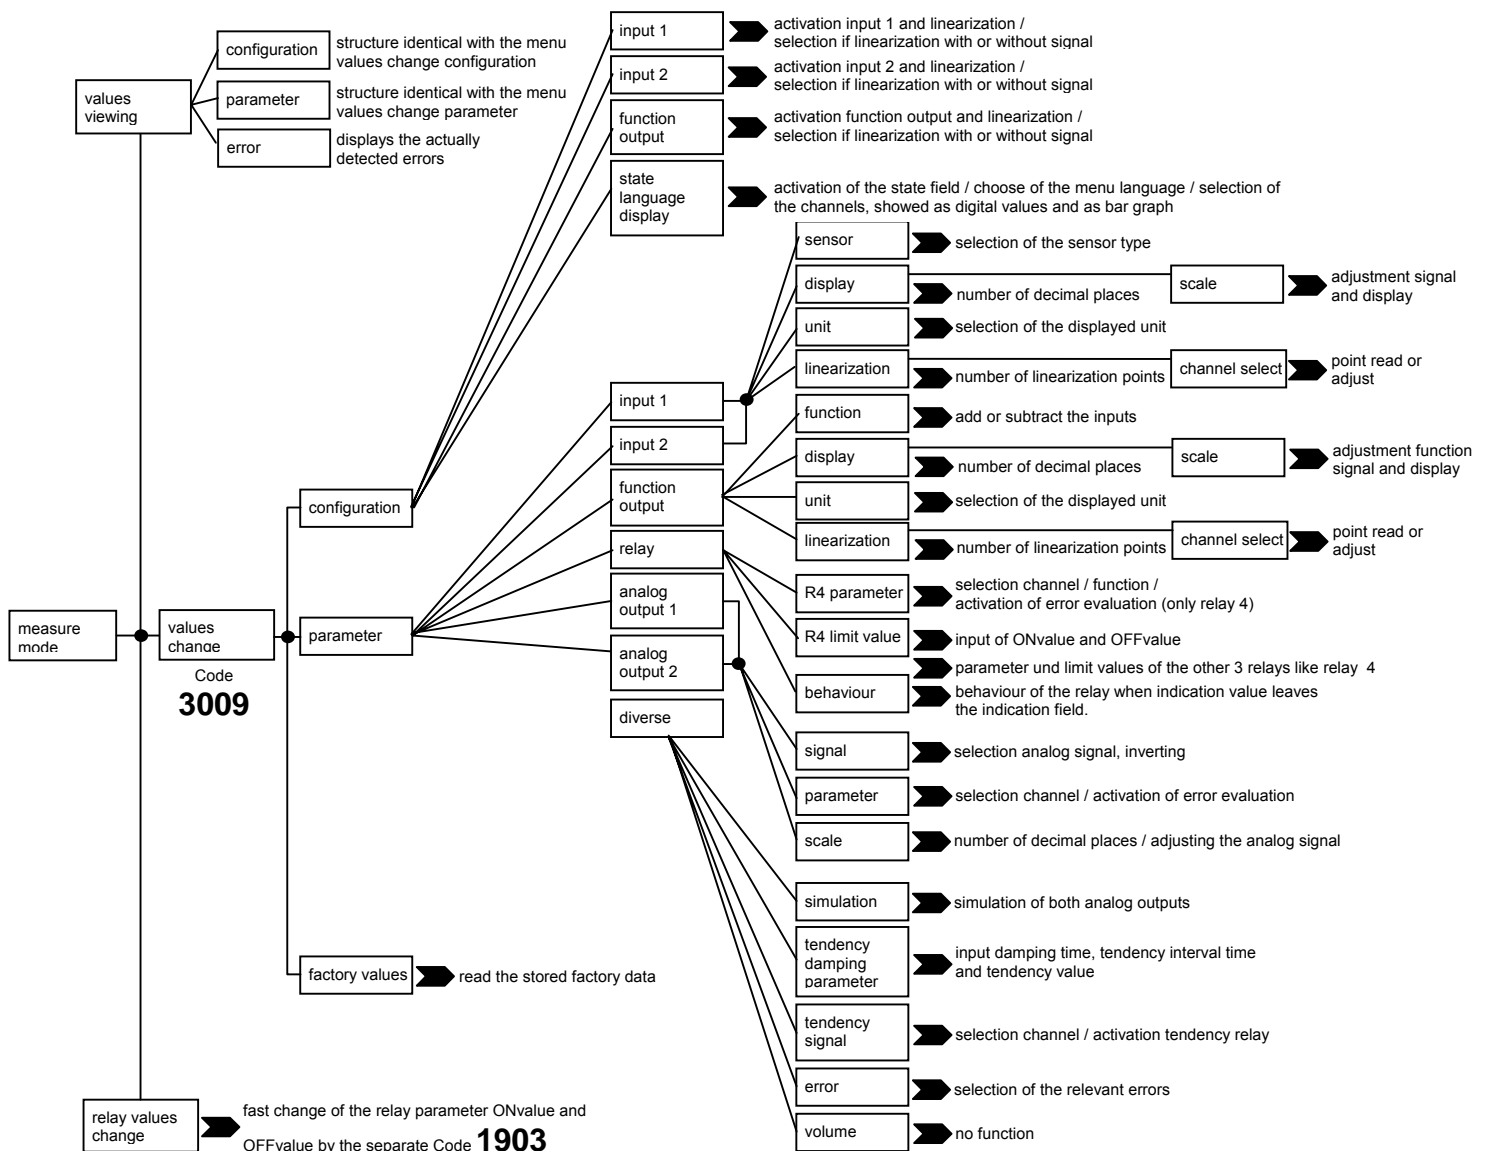 values
viewing
configuration
structure identical with the menu
values change configuration
parameter
structure identical with the menu
values change parameter
error
displays the actually
detected errors
input 1
activation input 1 and linearization /
selection if linearization with or without signal
input 2
activation input 2 and linearization /
selection if linearization with or without signal
function
output
activation function output and linearization /
selection if linearization with or without signal
state
language
display
activation of the state field / choose of the menu language / selection of
the channels, showed as digital values and as bar graph
sensor
selection of the sensor type
display
number of decimal places
scale
adjustment signal
and display
unit
selection of the displayed unit
linearization
number of linearization points
channel select
point read or
adjust
input 1
input 2
function
output
function
add or subtract the inputs
display
number of decimal places
scale
adjustment function
signal and display
unit
selection of the displayed unit
linearization
number of linearization points
channel select
point read or
adjust
configuration
relay
R4 parameter
selection channel / function /
activation of error evaluation (only relay 4)
R4 limit value
input of ONvalue and OFFvalue
parameter und limit values of the other 3 relays like relay 4
behaviour
behaviour of the relay when indication value leaves
the indication field.
measure
mode
values
change
Code
3009
parameter
analog
output 1
analog
output 2
signal
selection analog signal, inverting
parameter
selection channel / activation of error evaluation
scale
number of decimal places / adjusting the analog signal
diverse
simulation
simulation of both analog outputs
tendency
damping
parameter
input damping time, tendency interval time
and tendency value
tendency
signal
selection channel / activation tendency relay
error
selection of the relevant errors
volume
no function
factory values
read the stored factory data
relay values
change
fast change of the relay parameter ONvalue and
OFFvalue by the separate Code 1903